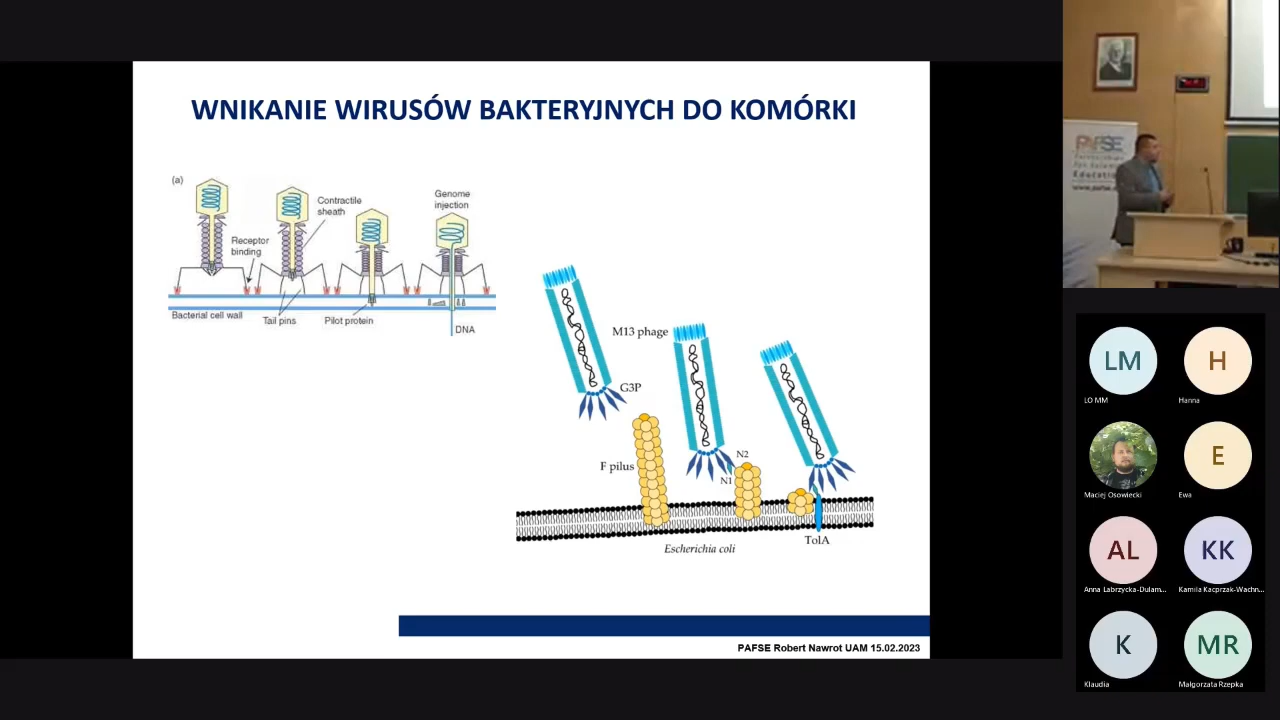 WNIKANIE WIRUSÓW BAKTERYJNYCH DO KOMÓRKI
(a)
Contractile
sheath
Genome
injection
Receptor
binding
Bacterial cell wall
Tail pins
Pilot protein
DNA
M13 phage
G3P
F pilus
N2
N1
TolA
Escherichia coli
PAFSE Robert Nawrot UAM 15.02.2023
PAFSE
LM
LO MM
H
Hanna
Maciej Osowiecki
E
Ewa
AL
Anna Labrzycka-Dulam...
KK
Kamila Kacprzak-Wachn...
K
Klaudia
MR
Małgorzata Rzepka